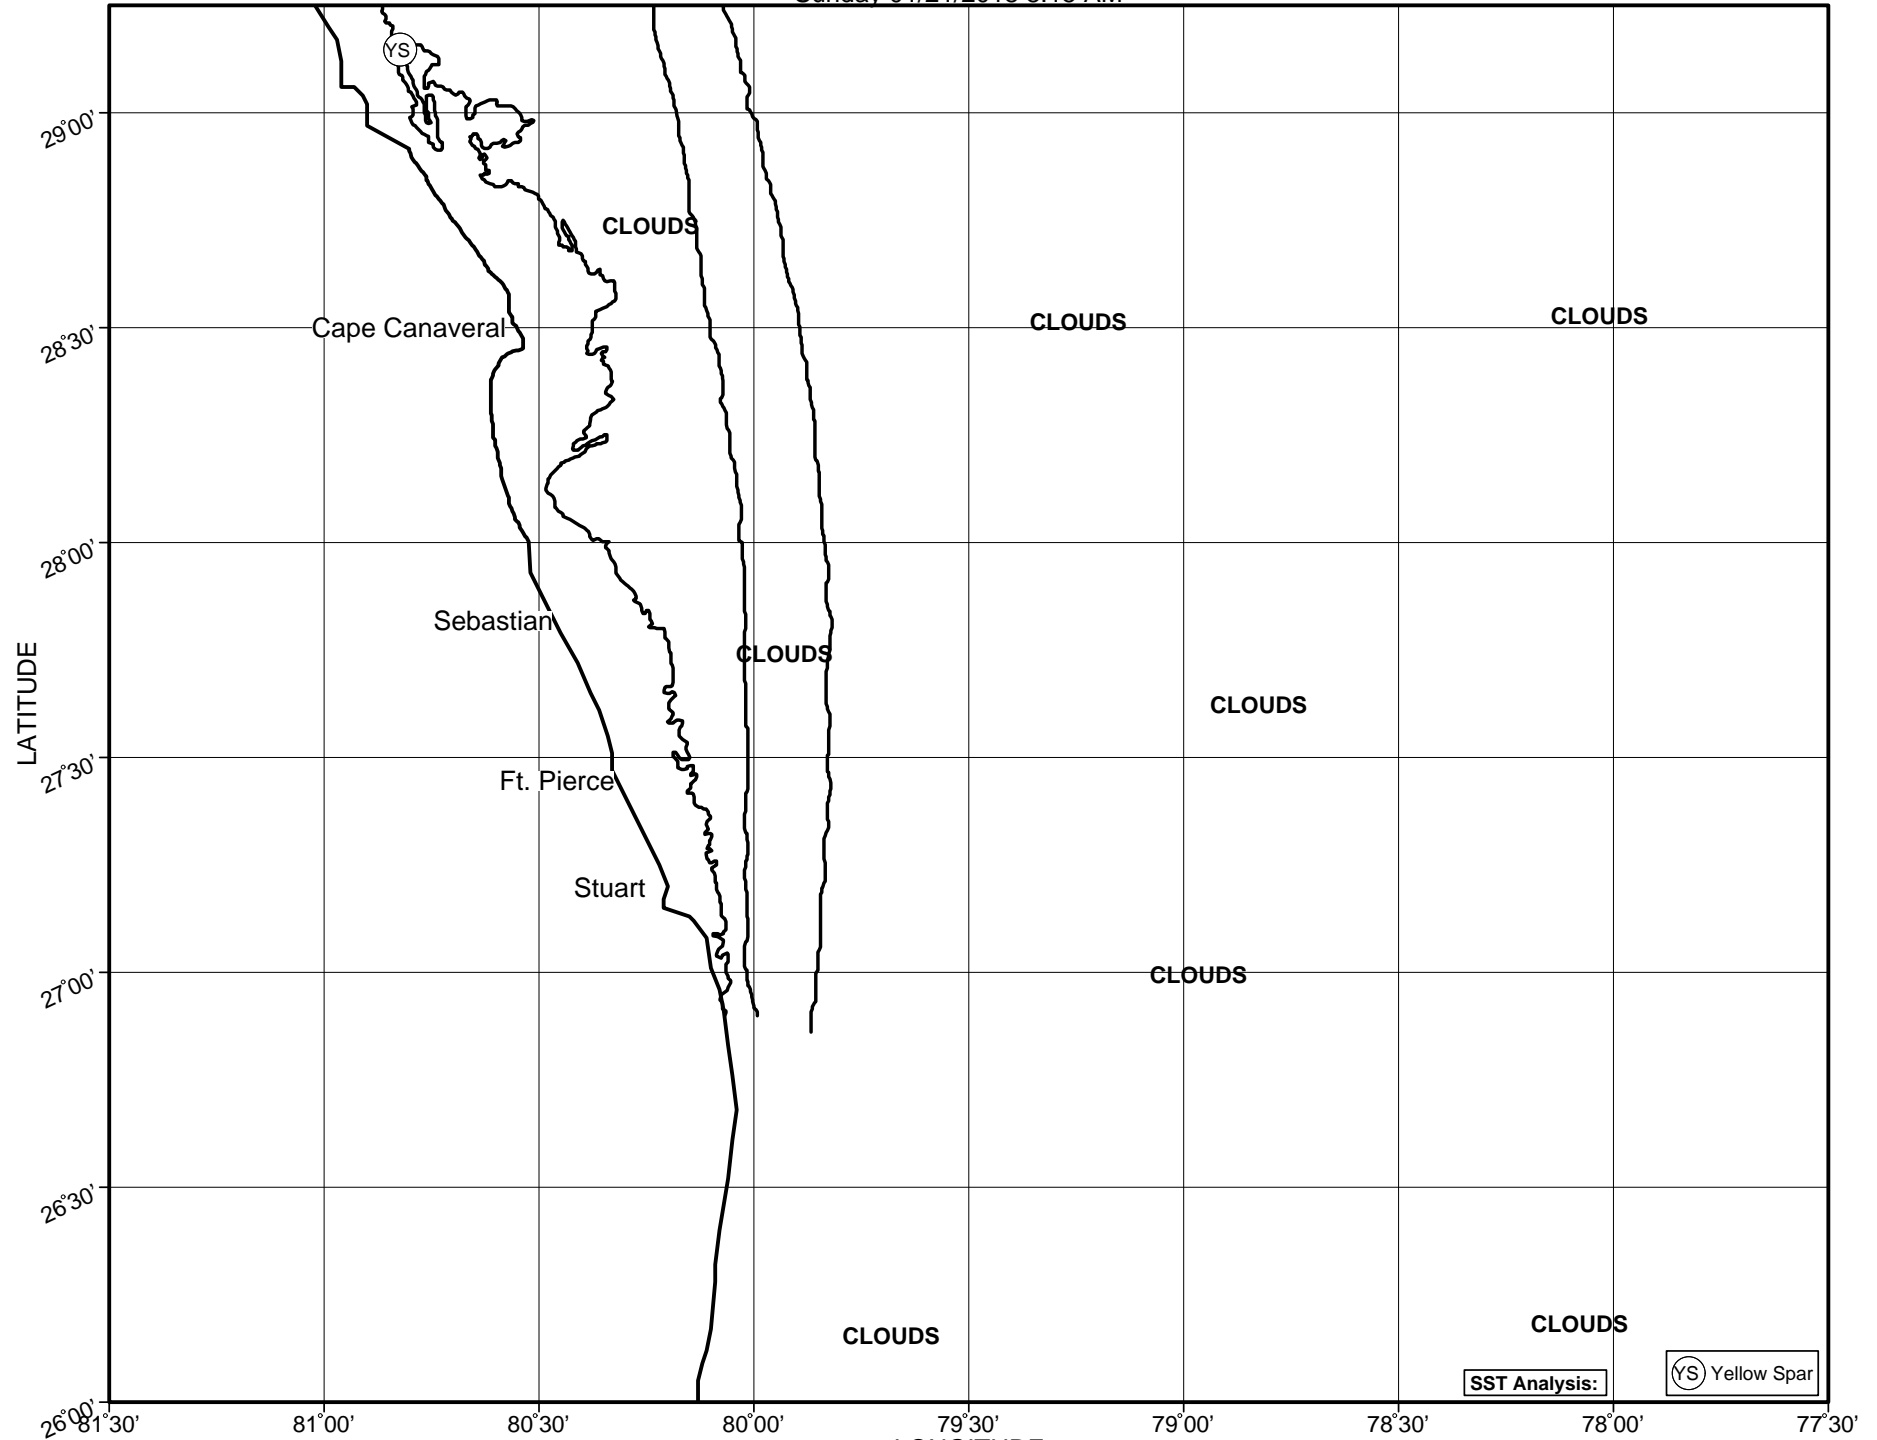 YS
29°00'
CLOUDS
Cape Canaveral
CLOUDS
CLOUDS
28°30'
28°00'
Sebastian
CLOUDS
LATITUDE
CLOUDS
27°30'
Ft. Pierce
Stuart
27°00'
CLOUDS
26°30'
CLOUDS
CLOUDS
SST Analysis:
YS Yellow Spar
26°00'
81°30' 81°00' 80°30' 80°00' 79°30' 79°00' 78°30' 78°00' 77°30'